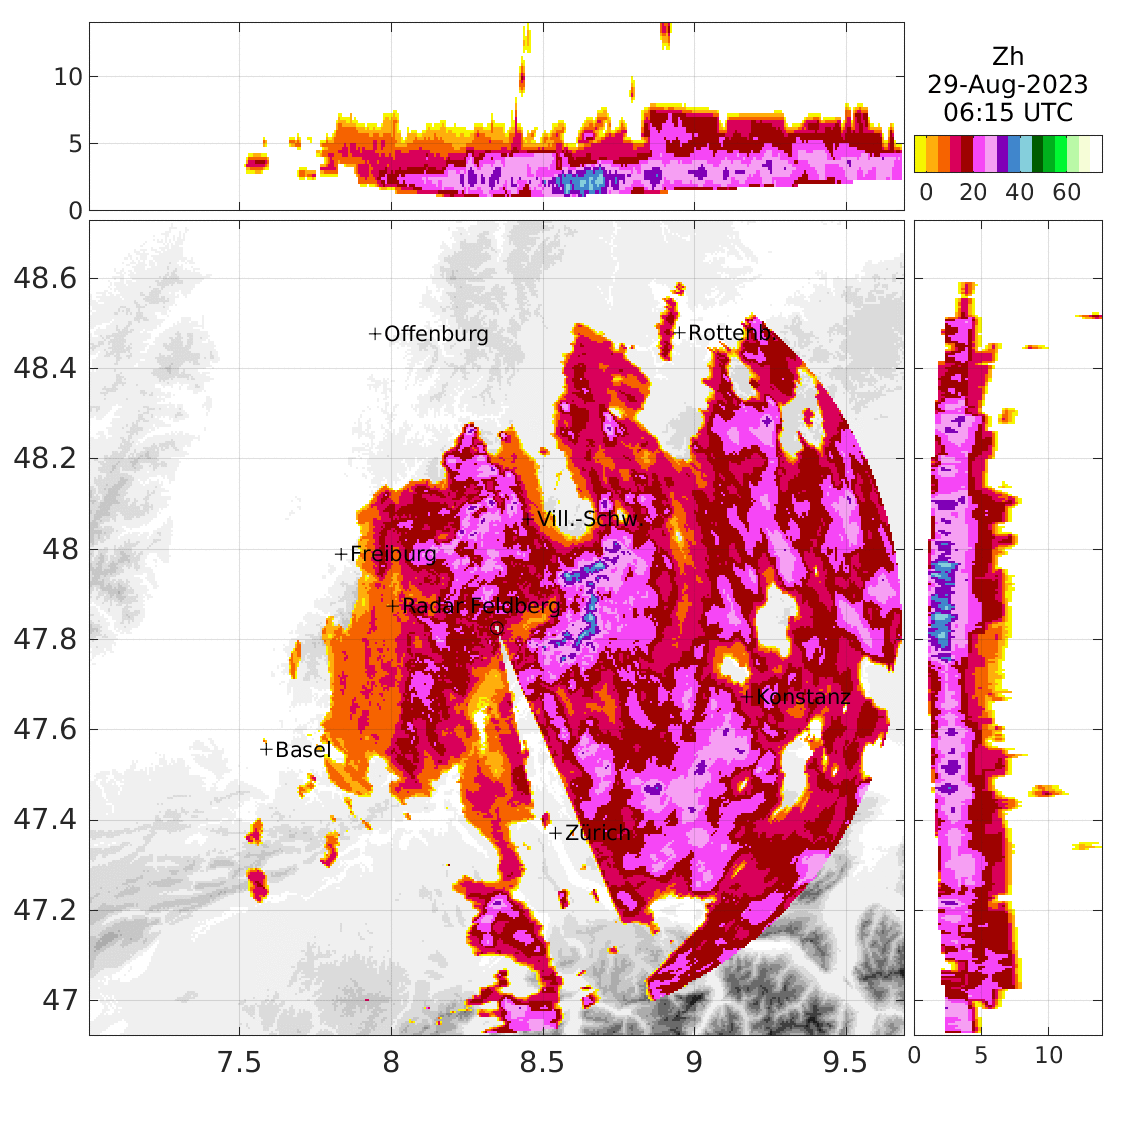 10
5
0
Zh
29-Aug-2023
06:15 UTC
0 20 40 60
48.6
48.4
48.2
48
47.8
47.6
47.4
47.2
47
+Offenburg
+Rottenb.
+Vill.-Schw.
+Freiburg
+Radar Feldberg
+Konstanz
+Basel
+Zürich
7.5 8 8.5 9 9.5
0 5 10